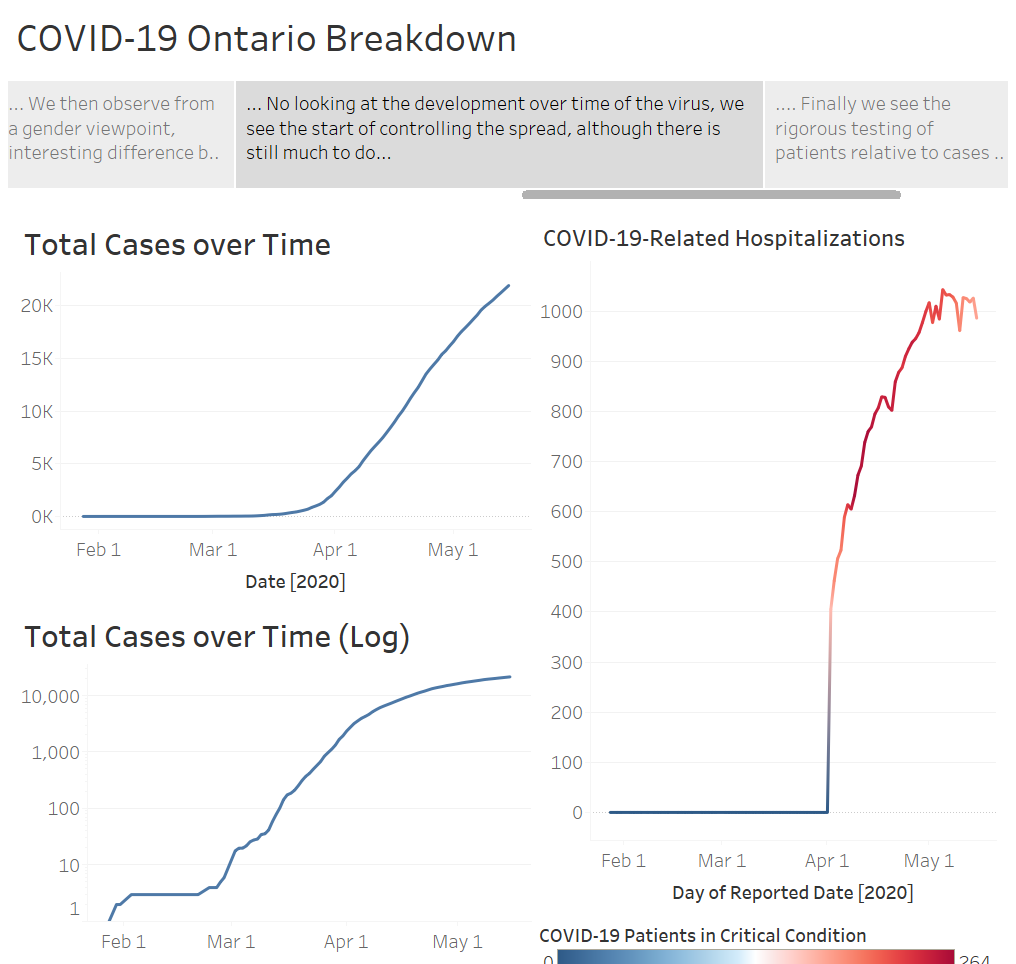 COVID-19 Ontario Breakdown
... We then observe from
a gender viewpoint,
interesting difference b..
... No looking at the development over time of the virus, we
see the start of controlling the spread, although there is
still much to do...
.... Finally we see the
rigorous testing of
patients relative to cases ..
Total Cases over Time
20K
15K
10K
5K
0K
Feb 1 Mar 1 Apr 1 May 1
Date [2020]
Total Cases over Time (Log)
10,000
1,000
100
10
1
Feb 1 Mar 1 Apr 1 May 1
COVID-19-Related Hospitalizations
1000
900
800
700
600
500
400
300
200
100
0
Feb 1 Mar 1 Apr 1 May 1
Day of Reported Date [2020]
COVID-19 Patients in Critical Condition
0 264